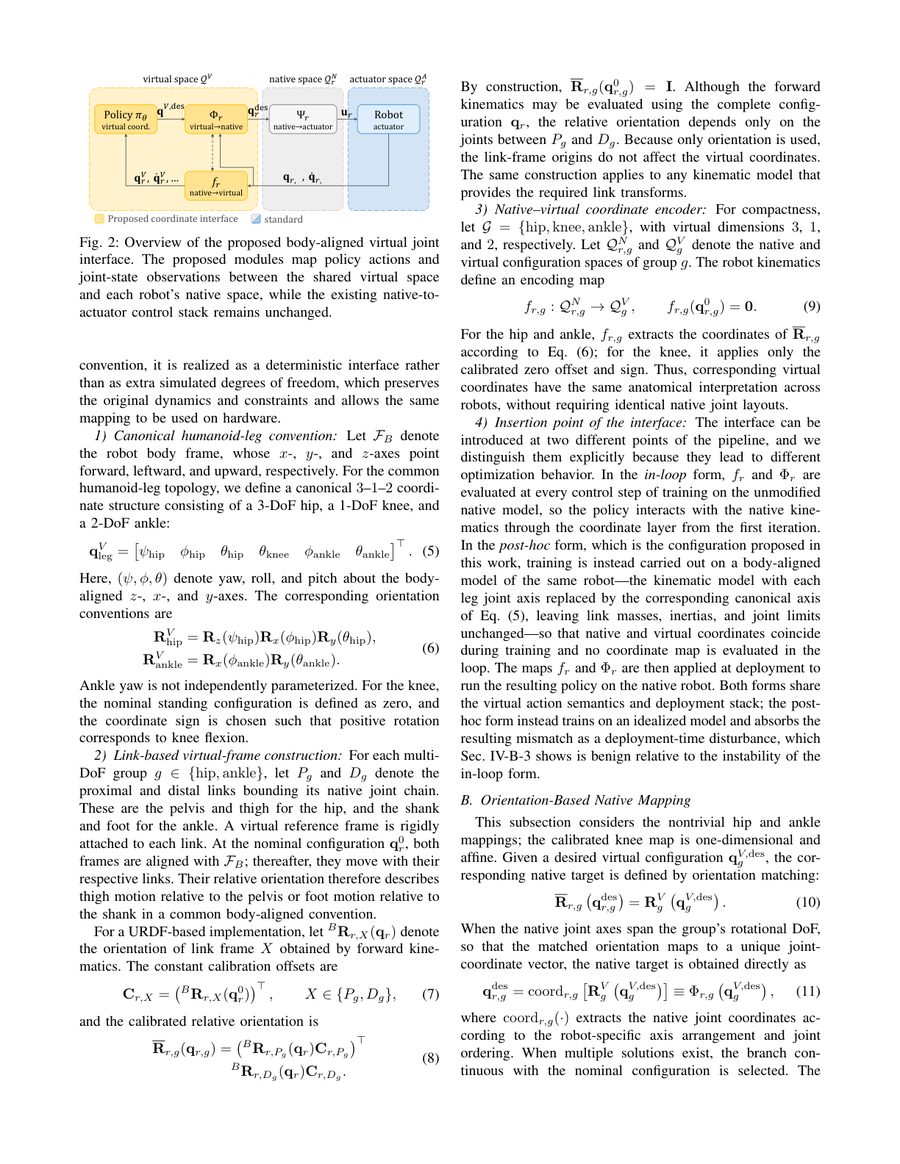 virtual space 𝒬^V native space 𝒬_r^N actuator space 𝒬_r^A
Policy π_θ
virtual coord.
q^{V,des}
Φ_r
virtual→native
q_r^{des}
Ψ_r
native→actuator
u_r
Robot
actuator
q_r^V, q̇_r^V, ...
f_r
native→virtual
q_r, , q̇_r,
Proposed coordinate interface standard
Fig. 2: Overview of the proposed body-aligned virtual joint
interface. The proposed modules map policy actions and
joint-state observations between the shared virtual space
and each robot's native space, while the existing native-to-
actuator control stack remains unchanged.
convention, it is realized as a deterministic interface rather
than as extra simulated degrees of freedom, which preserves
the original dynamics and constraints and allows the same
mapping to be used on hardware.
1) Canonical humanoid-leg convention: Let ℱ_B denote
the robot body frame, whose x-, y-, and z-axes point
forward, leftward, and upward, respectively. For the common
humanoid-leg topology, we define a canonical 3–1–2 coordi-
nate structure consisting of a 3-DoF hip, a 1-DoF knee, and
a 2-DoF ankle:
q_leg^V = [ψ_hip φ_hip θ_hip θ_knee φ_ankle θ_ankle]^⊤ . (5)
Here, (ψ, φ, θ) denote yaw, roll, and pitch about the body-
aligned z-, x-, and y-axes. The corresponding orientation
conventions are
R_hip^V = R_z(ψ_hip)R_x(φ_hip)R_y(θ_hip),
R_ankle^V = R_x(φ_ankle)R_y(θ_ankle). (6)
Ankle yaw is not independently parameterized. For the knee,
the nominal standing configuration is defined as zero, and
the coordinate sign is chosen such that positive rotation
corresponds to knee flexion.
2) Link-based virtual-frame construction: For each multi-
DoF group g ∈ {hip, ankle}, let P_g and D_g denote the
proximal and distal links bounding its native joint chain.
These are the pelvis and thigh for the hip, and the shank
and foot for the ankle. A virtual reference frame is rigidly
attached to each link. At the nominal configuration q_r^0, both
frames are aligned with ℱ_B; thereafter, they move with their
respective links. Their relative orientation therefore describes
thigh motion relative to the pelvis or foot motion relative to
the shank in a common body-aligned convention.
For a URDF-based implementation, let ^B R_{r,X}(q_r) denote
the orientation of link frame X obtained by forward kine-
matics. The constant calibration offsets are
C_{r,X} = (^B R_{r,X}(q_r^0))^⊤, X ∈ {P_g, D_g}, (7)
and the calibrated relative orientation is
R̅_{r,g}(q_{r,g}) = (^B R_{r,P_g}(q_r)C_{r,P_g})^⊤
^B R_{r,D_g}(q_r)C_{r,D_g}. (8)
By construction, R̅_{r,g}(q_{r,g}^0) = I. Although the forward
kinematics may be evaluated using the complete config-
uration q_r, the relative orientation depends only on the
joints between P_g and D_g. Because only orientation is used,
the link-frame origins do not affect the virtual coordinates.
The same construction applies to any kinematic model that
provides the required link transforms.
3) Native–virtual coordinate encoder: For compactness,
let 𝒢 = {hip, knee, ankle}, with virtual dimensions 3, 1,
and 2, respectively. Let 𝒬_{r,g}^N and 𝒬_g^V denote the native and
virtual configuration spaces of group g. The robot kinematics
define an encoding map
f_{r,g} : 𝒬_{r,g}^N → 𝒬_g^V , f_{r,g}(q_{r,g}^0) = 0. (9)
For the hip and ankle, f_{r,g} extracts the coordinates of R̅_{r,g}
according to Eq. (6); for the knee, it applies only the
calibrated zero offset and sign. Thus, corresponding virtual
coordinates have the same anatomical interpretation across
robots, without requiring identical native joint layouts.
4) Insertion point of the interface: The interface can be
introduced at two different points of the pipeline, and we
distinguish them explicitly because they lead to different
optimization behavior. In the in-loop form, f_r and Φ_r are
evaluated at every control step of training on the unmodified
native model, so the policy interacts with the native kine-
matics through the coordinate layer from the first iteration.
In the post-hoc form, which is the configuration proposed in
this work, training is instead carried out on a body-aligned
model of the same robot—the kinematic model with each
leg joint axis replaced by the corresponding canonical axis
of Eq. (5), leaving link masses, inertias, and joint limits
unchanged—so that native and virtual coordinates coincide
during training and no coordinate map is evaluated in the
loop. The maps f_r and Φ_r are then applied at deployment to
run the resulting policy on the native robot. Both forms share
the virtual action semantics and deployment stack; the post-
hoc form instead trains on an idealized model and absorbs the
resulting mismatch as a deployment-time disturbance, which
Sec. IV-B-3 shows is benign relative to the instability of the
in-loop form.
B. Orientation-Based Native Mapping
This subsection considers the nontrivial hip and ankle
mappings; the calibrated knee map is one-dimensional and
affine. Given a desired virtual configuration q_g^{V,des}, the cor-
responding native target is defined by orientation matching:
R̅_{r,g} (q_{r,g}^{des}) = R_g^V (q_g^{V,des}) . (10)
When the native joint axes span the group's rotational DoF,
so that the matched orientation maps to a unique joint-
coordinate vector, the native target is obtained directly as
q_{r,g}^{des} = coord_{r,g} [R_g^V (q_g^{V,des})] ≡ Φ_{r,g} (q_g^{V,des}) , (11)
where coord_{r,g}(·) extracts the native joint coordinates ac-
cording to the robot-specific axis arrangement and joint
ordering. When multiple solutions exist, the branch con-
tinuous with the nominal configuration is selected. The